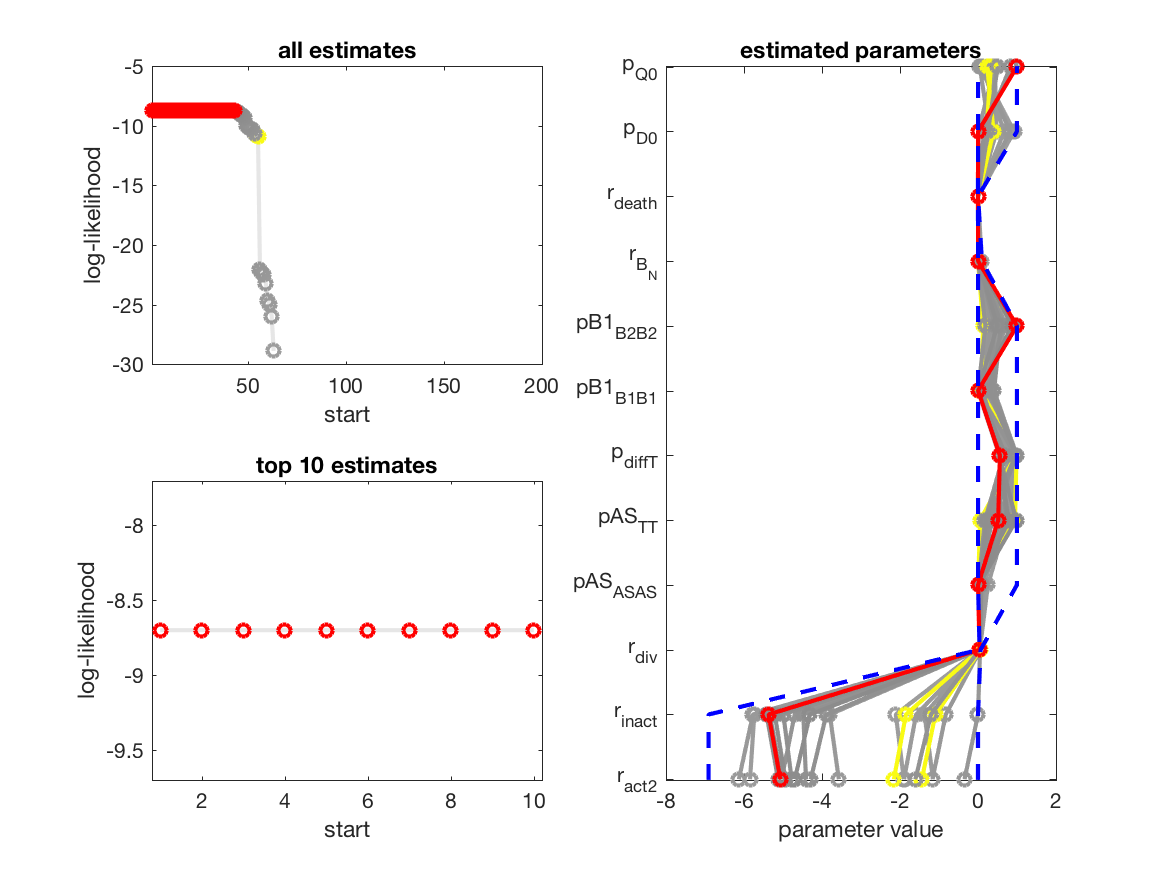 all estimates
-5
-10
-15
-20
-25
-30
50
100
150
200
log-likelihood
start
top 10 estimates
-8
-8.5
-9
-9.5
2
4
6
8
10
log-likelihood
start
estimated parameters
pQ0
pD0
rdeath
rBN
pB1B2B2
pB1B1B1
pdiffT
pASTT
pASASAS
rdiv
rinact
ract2
-8
-6
-4
-2
0
2
parameter value